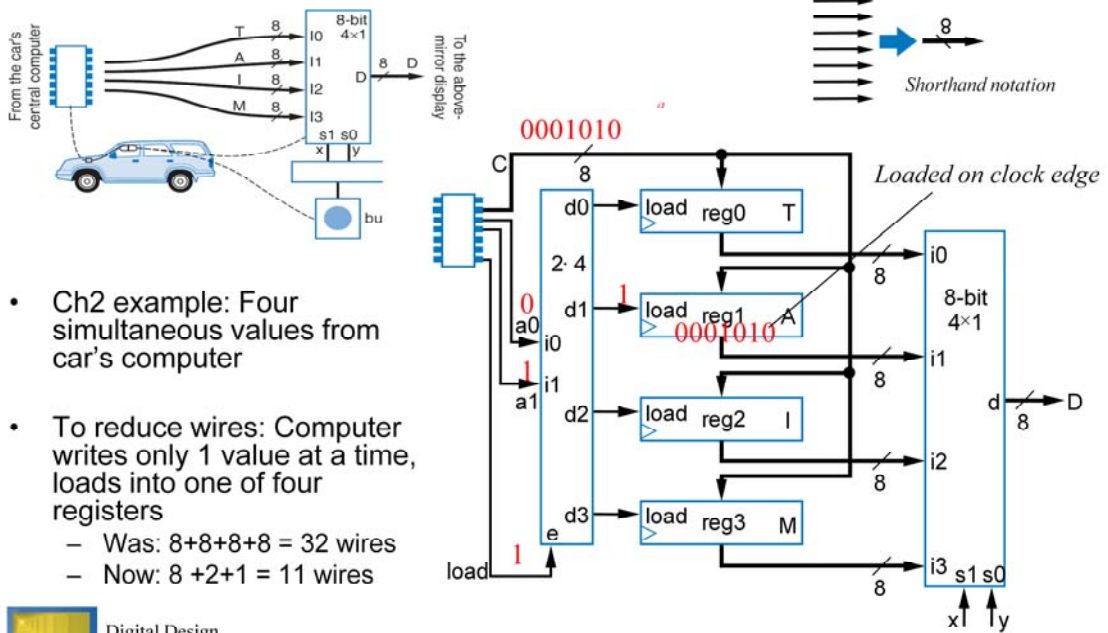 From the car's
central computer
T
8
A
8
I
8
M
8
I0
I1
I2
I3
8-bit
4×1
D
8
D
s1 s0
x
y
To the above-
mirror display
bu
8
Shorthand notation
a
0001010
C
8
Loaded on clock edge
d0
load
reg0
T
2· 4
8
i0
8-bit
4×1
0
a0
i0
d1
1
load
reg1
A
0001010
8
i1
1
i1
a1
d2
load
reg2
I
8
i2
d
8
D
d3
load
reg3
M
e
1
load
8
i3
s1 s0
x
y
• Ch2 example: Four
simultaneous values from
car's computer
• To reduce wires: Computer
writes only 1 value at a time,
loads into one of four
registers
– Was: 8+8+8+8 = 32 wires
– Now: 8 +2+1 = 11 wires
Digital Design